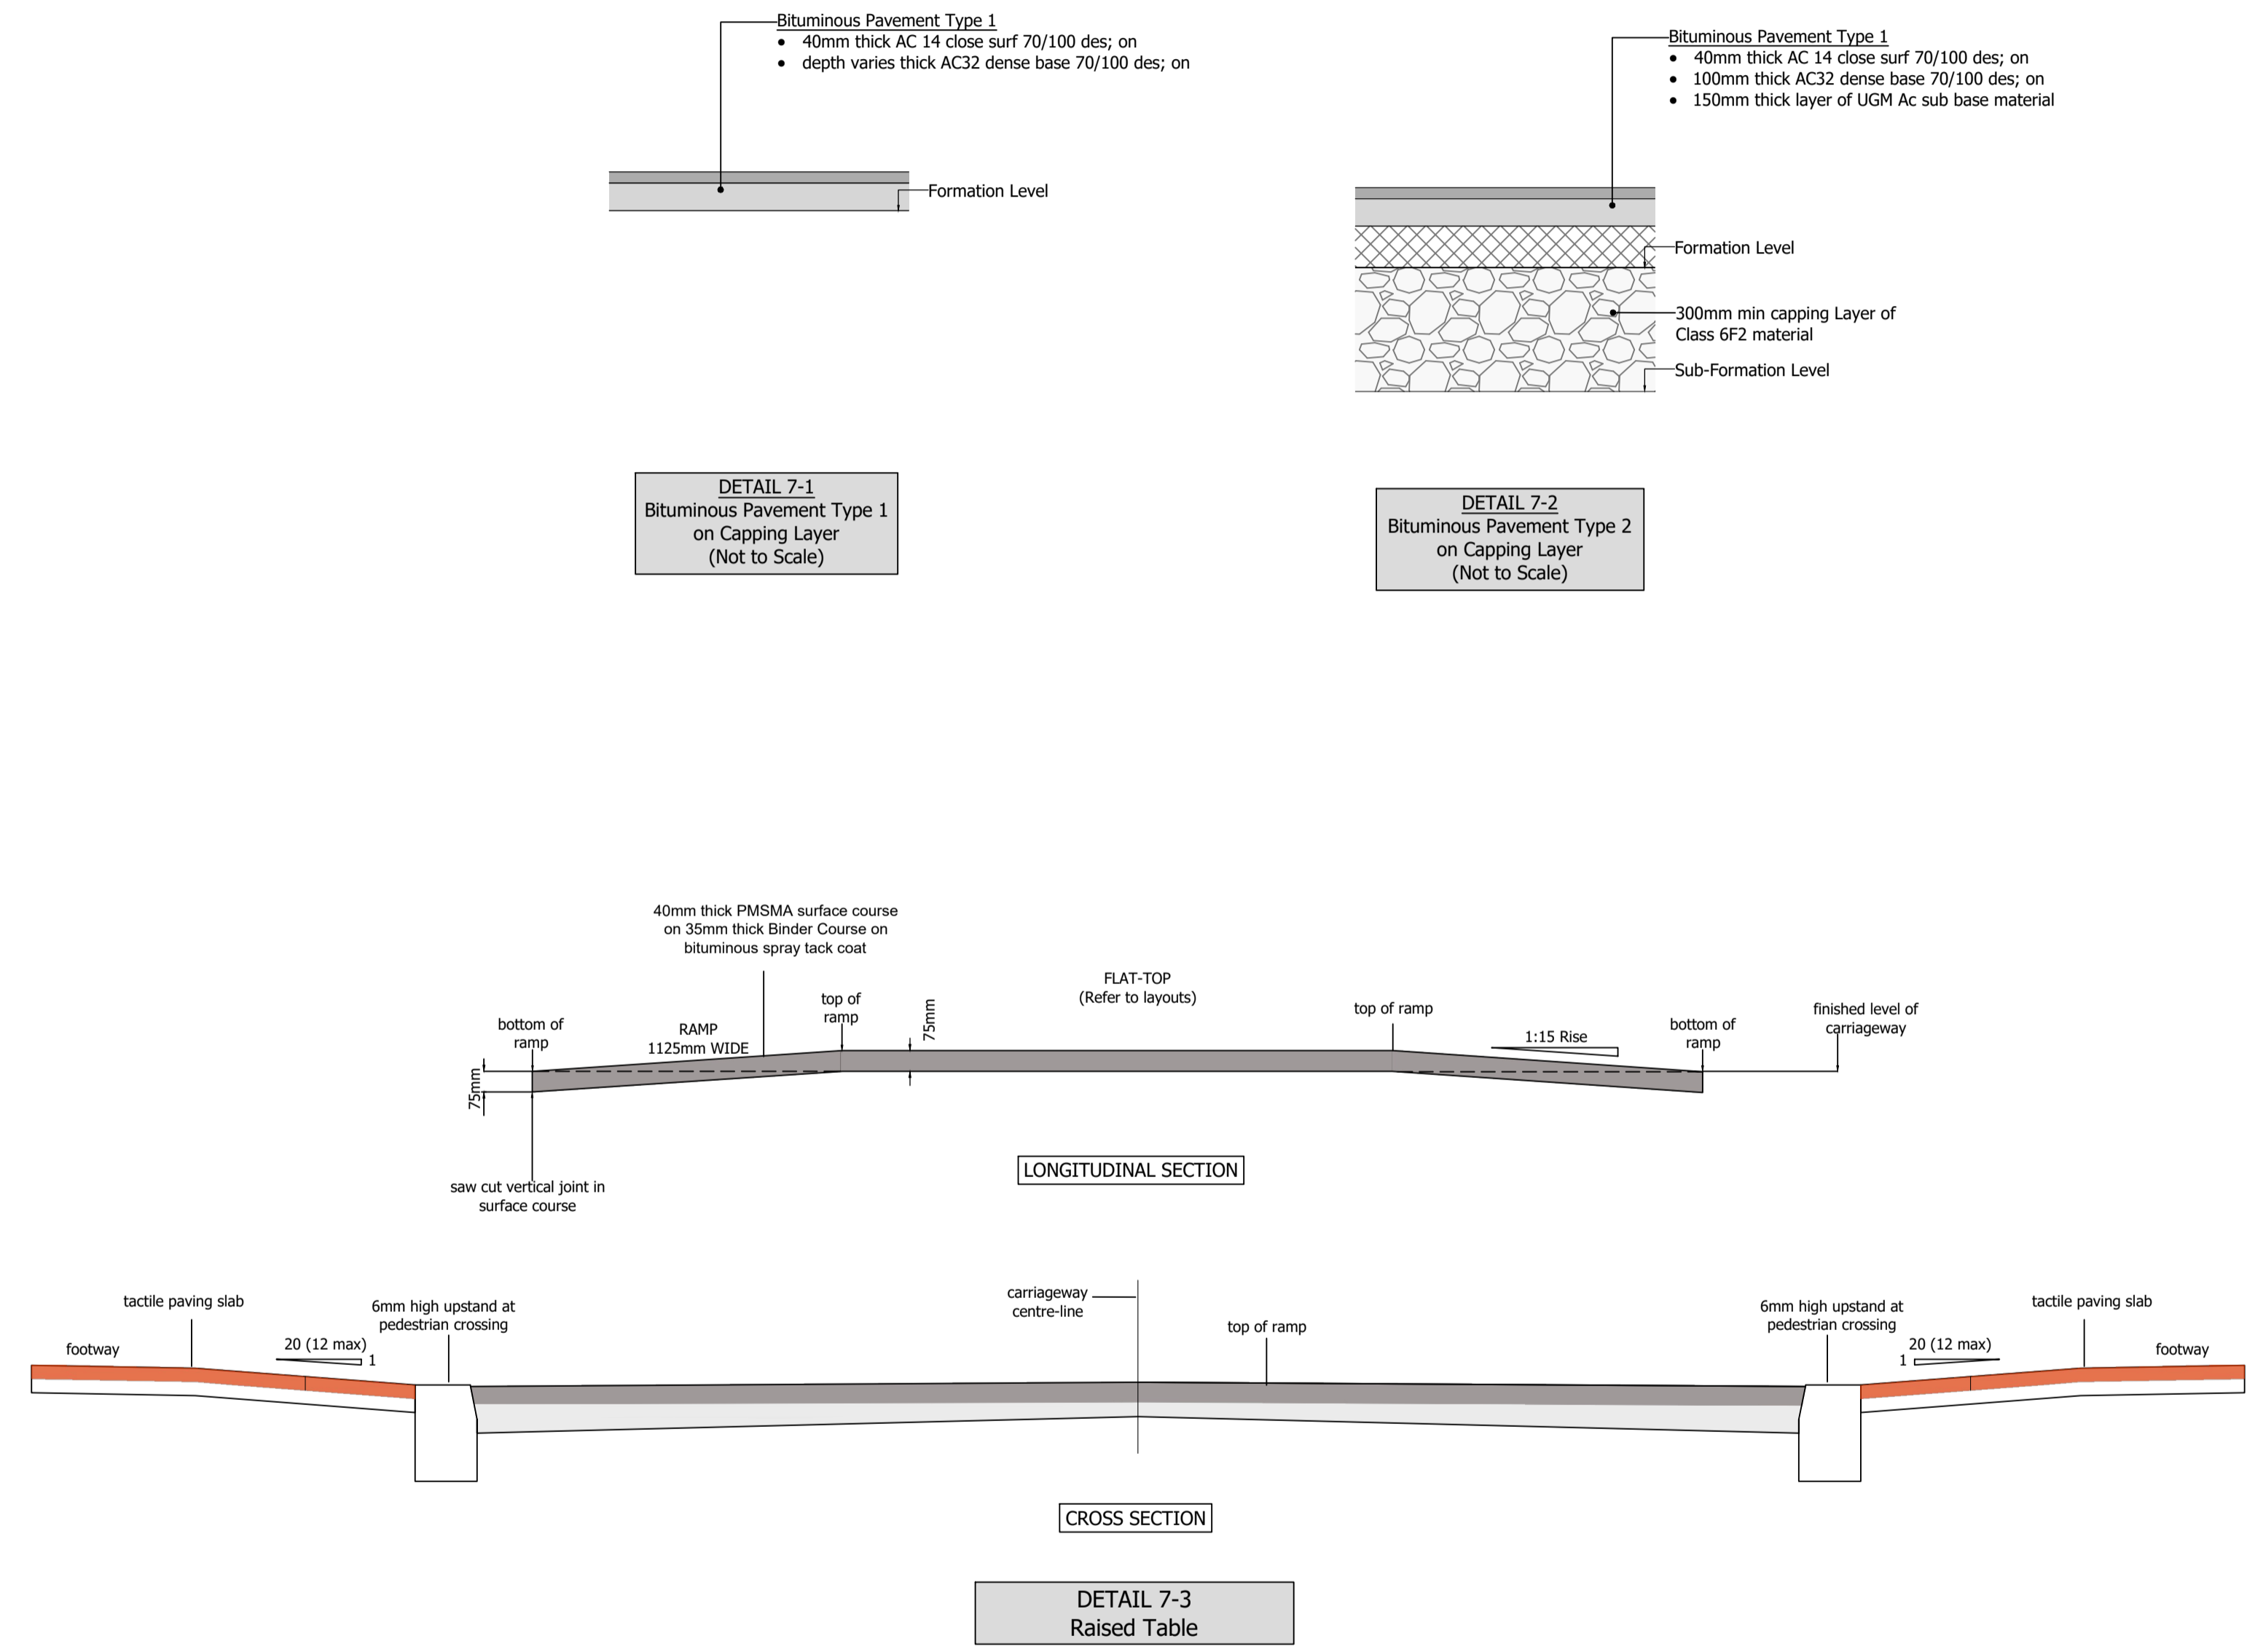 Bituminous Pavement Type 1
• 40mm thick AC 14 close surf 70/100 des; on
• depth varies thick AC32 dense base 70/100 des; on
Formation Level
DETAIL 7-1
Bituminous Pavement Type 1
on Capping Layer
(Not to Scale)
Bituminous Pavement Type 1
• 40mm thick AC 14 close surf 70/100 des; on
• 100mm thick AC32 dense base 70/100 des; on
• 150mm thick layer of UGM Ac sub base material
Formation Level
300mm min capping Layer of
Class 6F2 material
Sub-Formation Level
DETAIL 7-2
Bituminous Pavement Type 2
on Capping Layer
(Not to Scale)
40mm thick PMSMA surface course
on 35mm thick Binder Course on
bituminous spray tack coat
bottom of
ramp
RAMP
1125mm WIDE
top of
ramp
75mm
FLAT-TOP
(Refer to layouts)
top of ramp
1:15 Rise
bottom of
ramp
finished level of
carriageway
75mm
saw cut vertical joint in
surface course
LONGITUDINAL SECTION
footway
tactile paving slab
20 (12 max)
1
6mm high upstand at
pedestrian crossing
carriageway
centre-line
top of ramp
6mm high upstand at
pedestrian crossing
20 (12 max)
1
tactile paving slab
footway
CROSS SECTION
DETAIL 7-3
Raised Table